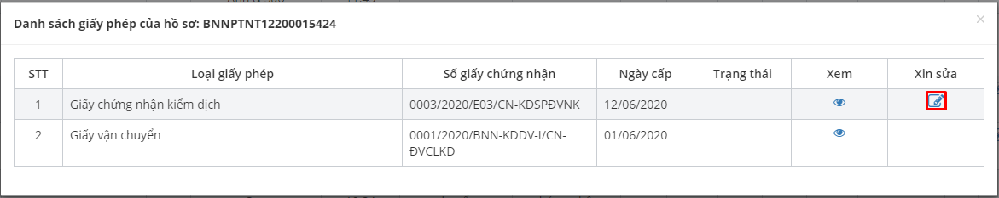 Danh sách giấy phép của hồ sơ: BNNPTNT12200015424
×
STT Loại giấy phép Số giấy chứng nhận Ngày cấp Trạng thái Xem Xin sửa
1 Giấy chứng nhận kiểm dịch 0003/2020/E03/CN-KDSPĐVNK 12/06/2020
2 Giấy vận chuyển 0001/2020/BNN-KDDV-I/CN- 01/06/2020
ĐVCLKD